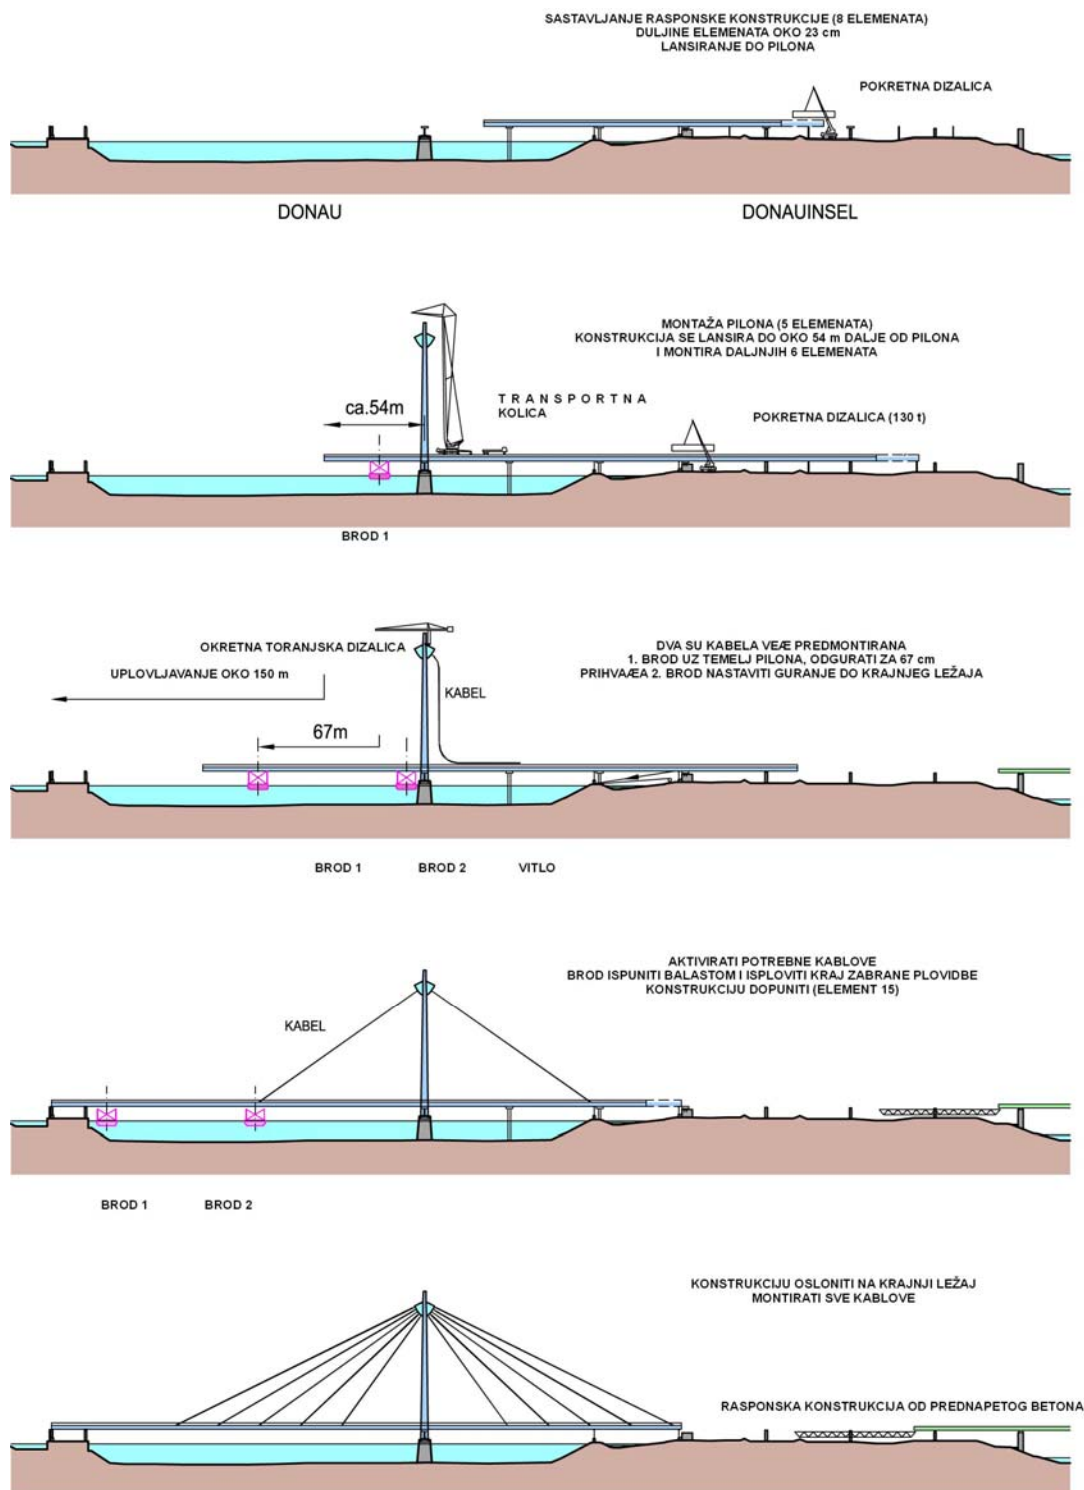 SASTAVLJANJE RASPONSKE KONSTRUKCIJE (8 ELEMENATA)
DULJINE ELEMENATA OKO 23 cm
LANSIRANJE DO PILONA
POKRETNA DIZALICA
DONAU
DONAUINSEL
MONTAŽA PILONA (5 ELEMENATA)
KONSTRUKCIJA SE LANSIRA DO OKO 54 m DALJE OD PILONA
I MONTIRA DALJNJIH 6 ELEMENATA
ca.54m
TRANSPORTNA
KOLICA
POKRETNA DIZALICA (130 t)
BROD 1
OKRETNA TORANJSKA DIZALICA
DVA SU KABELA VEÆ PREDMONTIRANA
1. BROD UZ TEMELJ PILONA, ODGURATI ZA 67 cm
PRIHVAÆEA 2. BROD NASTAVITI GURANJE DO KRAJNJEG LEŽAJA
UPLOVLJAVANJE OKO 150 m
KABEL
67m
BROD 1
BROD 2
VITLO
AKTIVIRATI POTREBNE KABLOVE
BROD ISPUNITI BALASTOM I ISPLOVITI KRAJ ZABRANE PLOVIDBE
KONSTRUKCIJU DOPUNITI (ELEMENT 15)
KABEL
BROD 1
BROD 2
KONSTRUKCIJU OSLONITI NA KRAJNJI LEŽAJ
MONTIRATI SVE KABLOVE
RASPONSKA KONSTRUKCIJA OD PREDNAPETOG BETONA